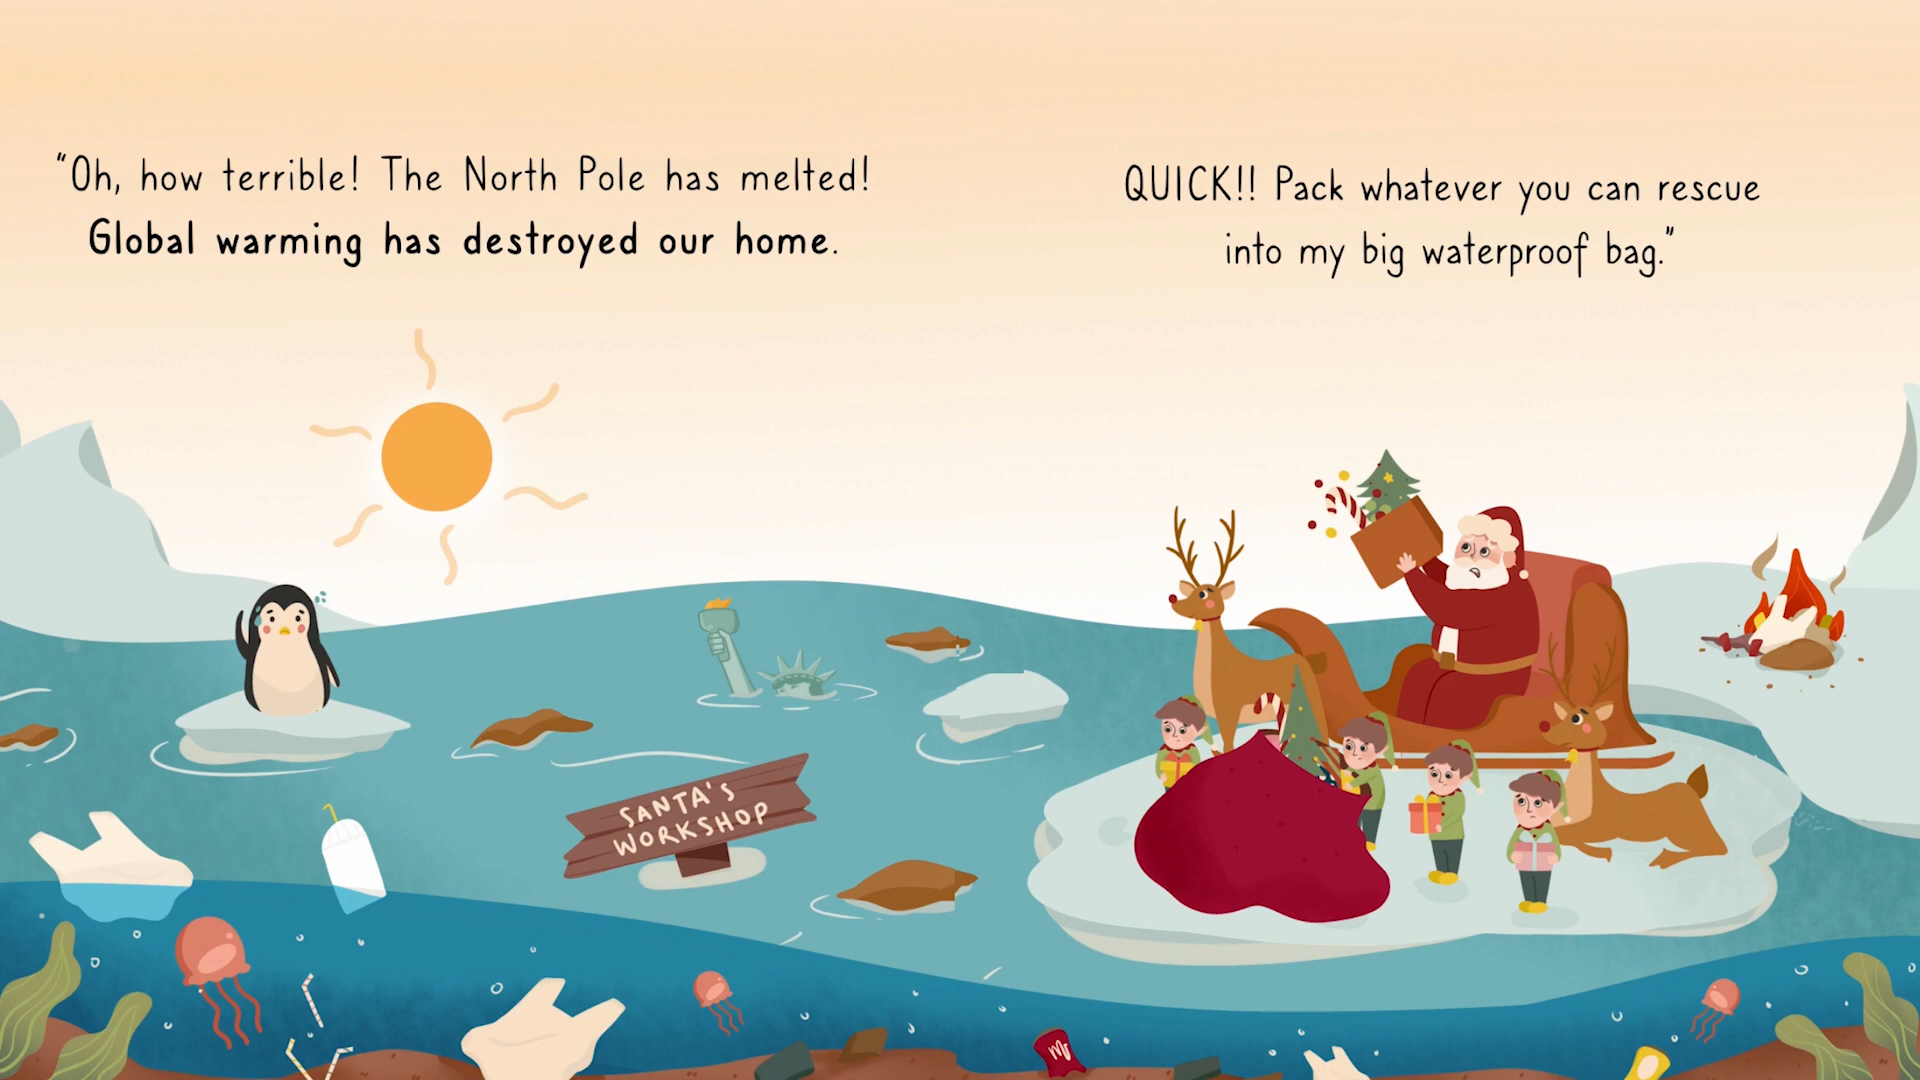 “Oh, how terrible! The North Pole has melted!
Global warming has destroyed our home.
QUICK!! Pack whatever you can rescue
into my big waterproof bag.”
SANTA'S
WORKSHOP